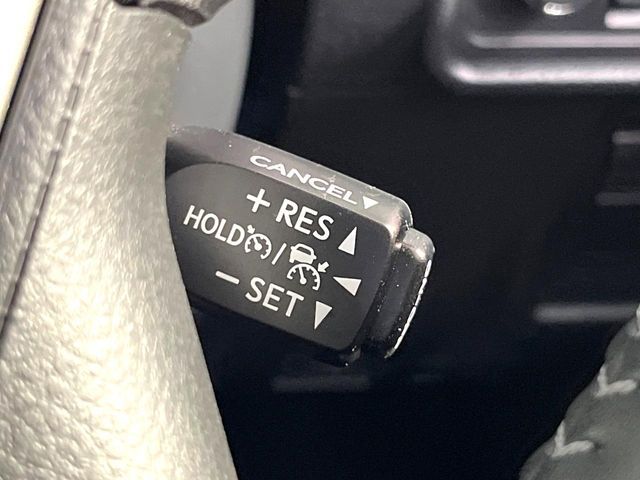 CANCEL▼
+ RES ▲
HOLD / ◀
− SET ▼